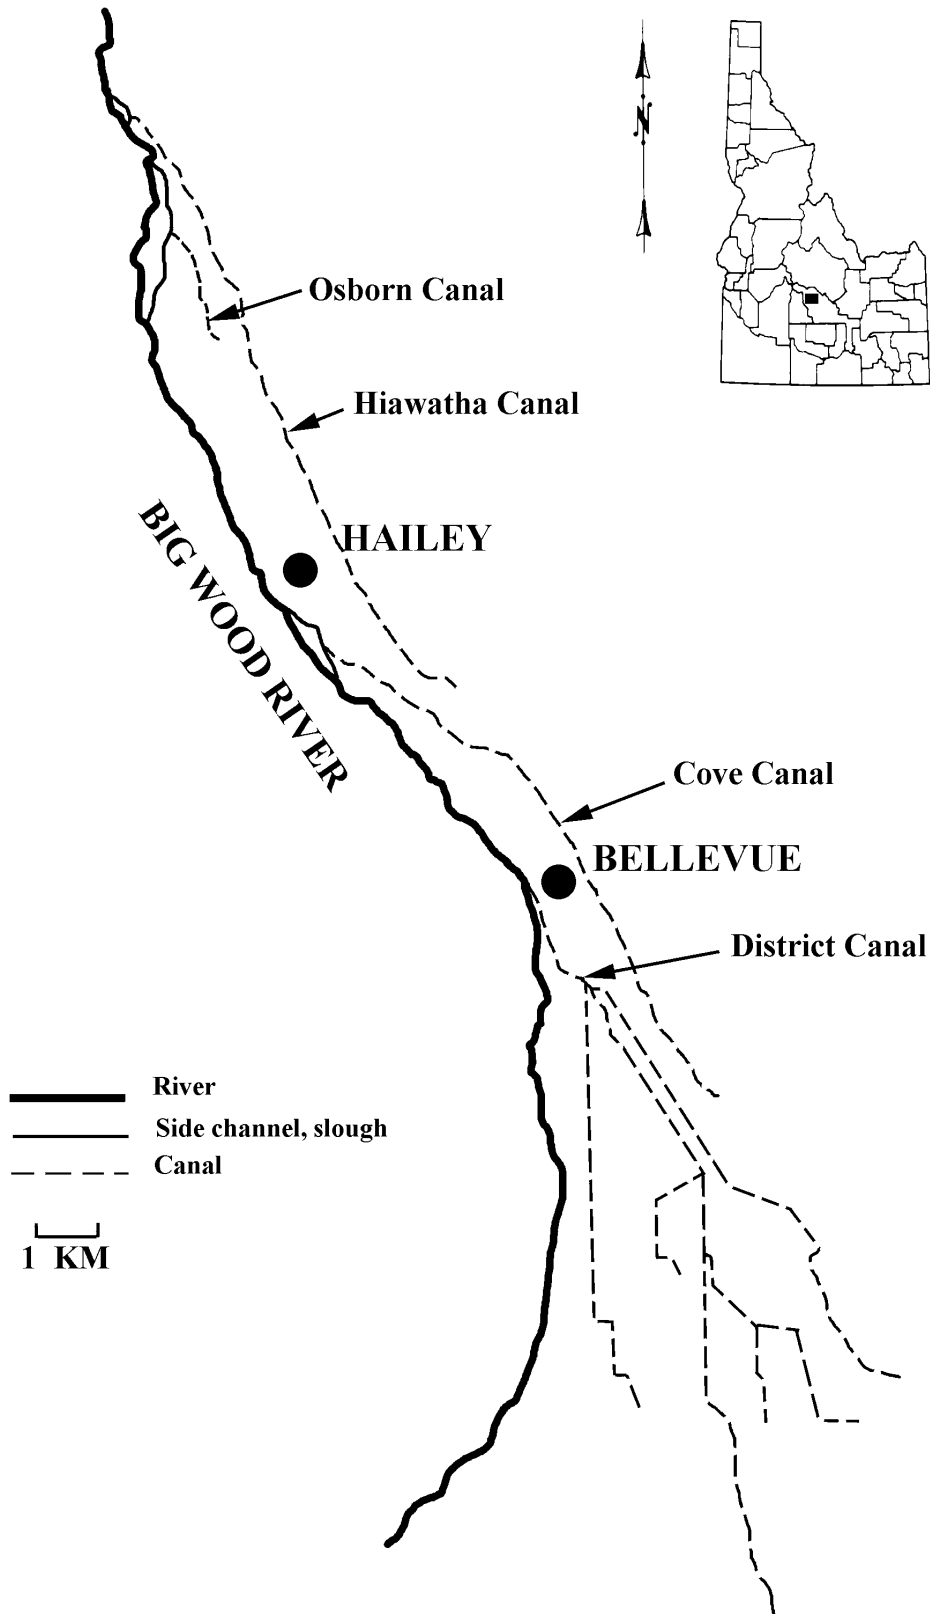 N
Osborn Canal
Hiawatha Canal
HAILEY
BIG WOOD RIVER
Cove Canal
BELLEVUE
District Canal
River
Side channel, slough
Canal
1 KM